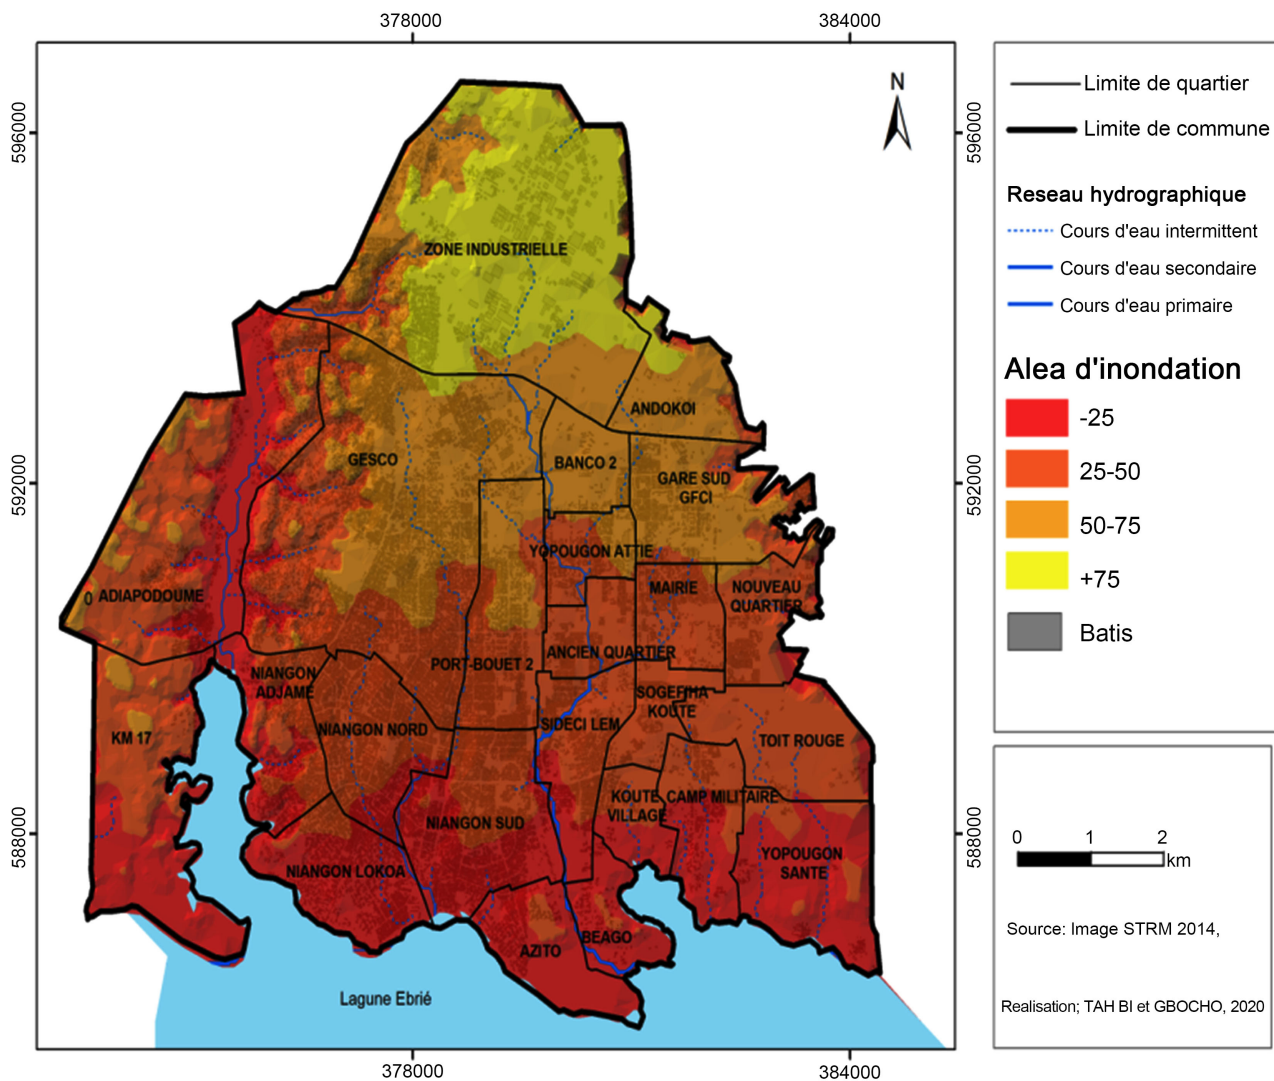 378000
384000
596000
592000
588000
596000
592000
588000
378000
384000
N
ZONE INDUSTRIELLE
ANDOKOI
GESCO
BANCO 2
GARE SUD
GFCI
YOPOUGON ATTIE
MAIRIE
NOUVEAU
QUARTIER
0 ADIAPODOUME
ANCIEN QUARTIER
PORT-BOUET 2
NIANGON
ADJAME
SOGEFIHA
KOUTE
NIANGON NORD
SIDECI LEM
KM 17
TOIT ROUGE
KOUTE
VILLAGE
CAMP MILITAIRE
NIANGON SUD
YOPOUGON
SANTE
NIANGON LOKOA
AZITO
BEAGO
Lagune Ebrié
Limite de quartier
Limite de commune
Reseau hydrographique
Cours d'eau intermittent
Cours d'eau secondaire
Cours d'eau primaire
Alea d'inondation
-25
25-50
50-75
+75
Batis
0 1 2
km
Source: Image STRM 2014,
Realisation; TAH BI et GBOCHO, 2020